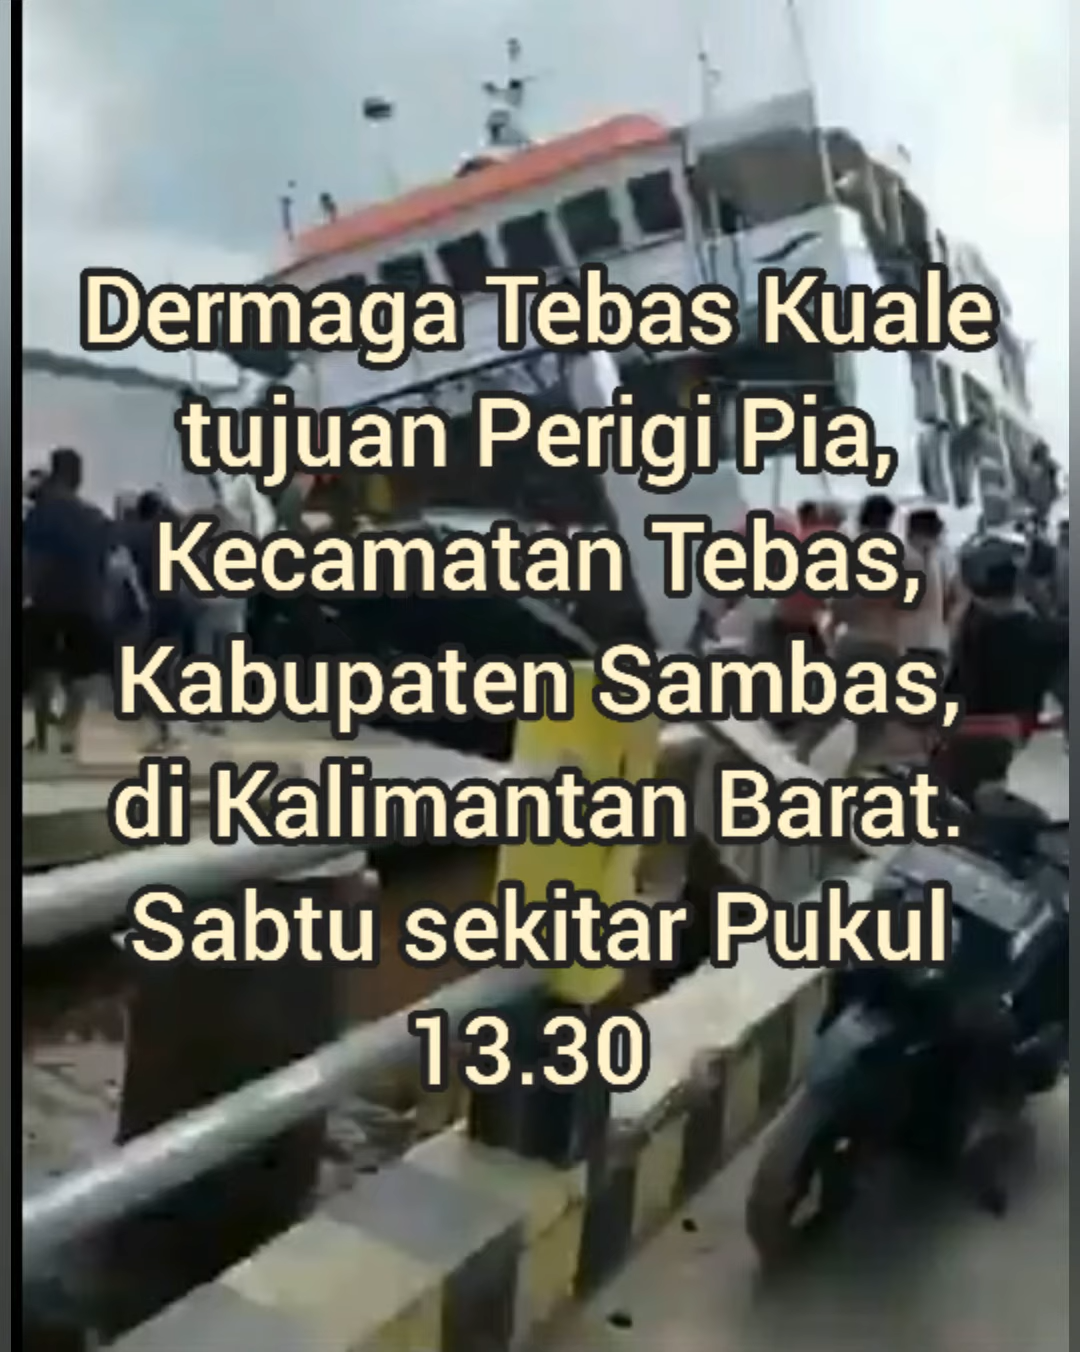 Dermaga Tebas Kuale
tujuan Perigi Pia,
Kecamatan Tebas,
Kabupaten Sambas,
di Kalimantan Barat.
Sabtu sekitar Pukul
13.30